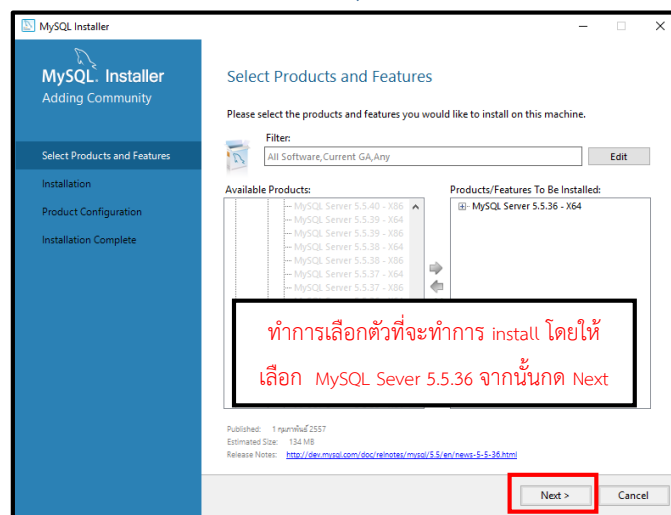 MySQL Installer
MySQL. Installer
Adding Community
Select Products and Features
Installation
Product Configuration
Installation Complete
Select Products and Features
Please select the products and features you would like to install on this machine.
Filter:
All Software,Current GA,Any
Edit
Available Products:
MySQL Server 5.5.40 - X86
MySQL Server 5.5.39 - X64
MySQL Server 5.5.39 - X86
MySQL Server 5.5.38 - X64
MySQL Server 5.5.38 - X86
MySQL Server 5.5.37 - X64
MySQL Server 5.5.37 - X86
Products/Features To Be Installed:
MySQL Server 5.5.36 - X64
ทำการเลือกตัวที่จะทำการ install โดยให้
เลือก MySQL Sever 5.5.36 จากนั้นกด Next
Published: 1 กุมภาพันธ์ 2557
Estimated Size: 134 MB
Release Notes: http://dev.mysql.com/doc/relnotes/mysql/5.5/en/news-5-5-36.html
Next >
Cancel